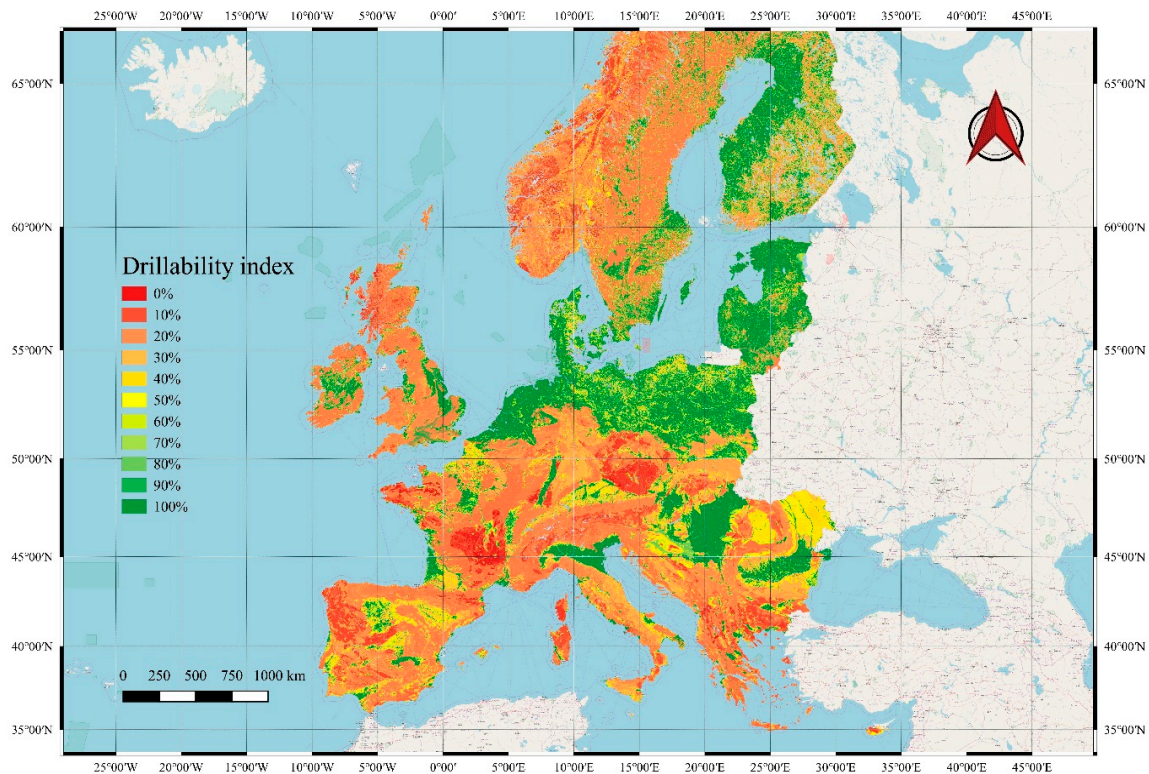 25°00'W 20°00'W 15°00'W 10°00'W 5°00'W 0°00'E 5°00'E 10°00'E 15°00'E 20°00'E 25°00'E 30°00'E 35°00'E 40°00'E 45°00'E
65°00'N 65°00'N
60°00'N 60°00'N
Drillability index
0%
10%
20%
30%
40%
50%
60%
70%
80%
90%
100%
55°00'N 55°00'N
50°00'N 50°00'N
45°00'N 45°00'N
40°00'N 40°00'N
0 250 500 750 1000 km
35°00'N 35°00'N
25°00'W 20°00'W 15°00'W 10°00'W 5°00'W 0°00'E 5°00'E 10°00'E 15°00'E 20°00'E 25°00'E 30°00'E 35°00'E 40°00'E 45°00'E